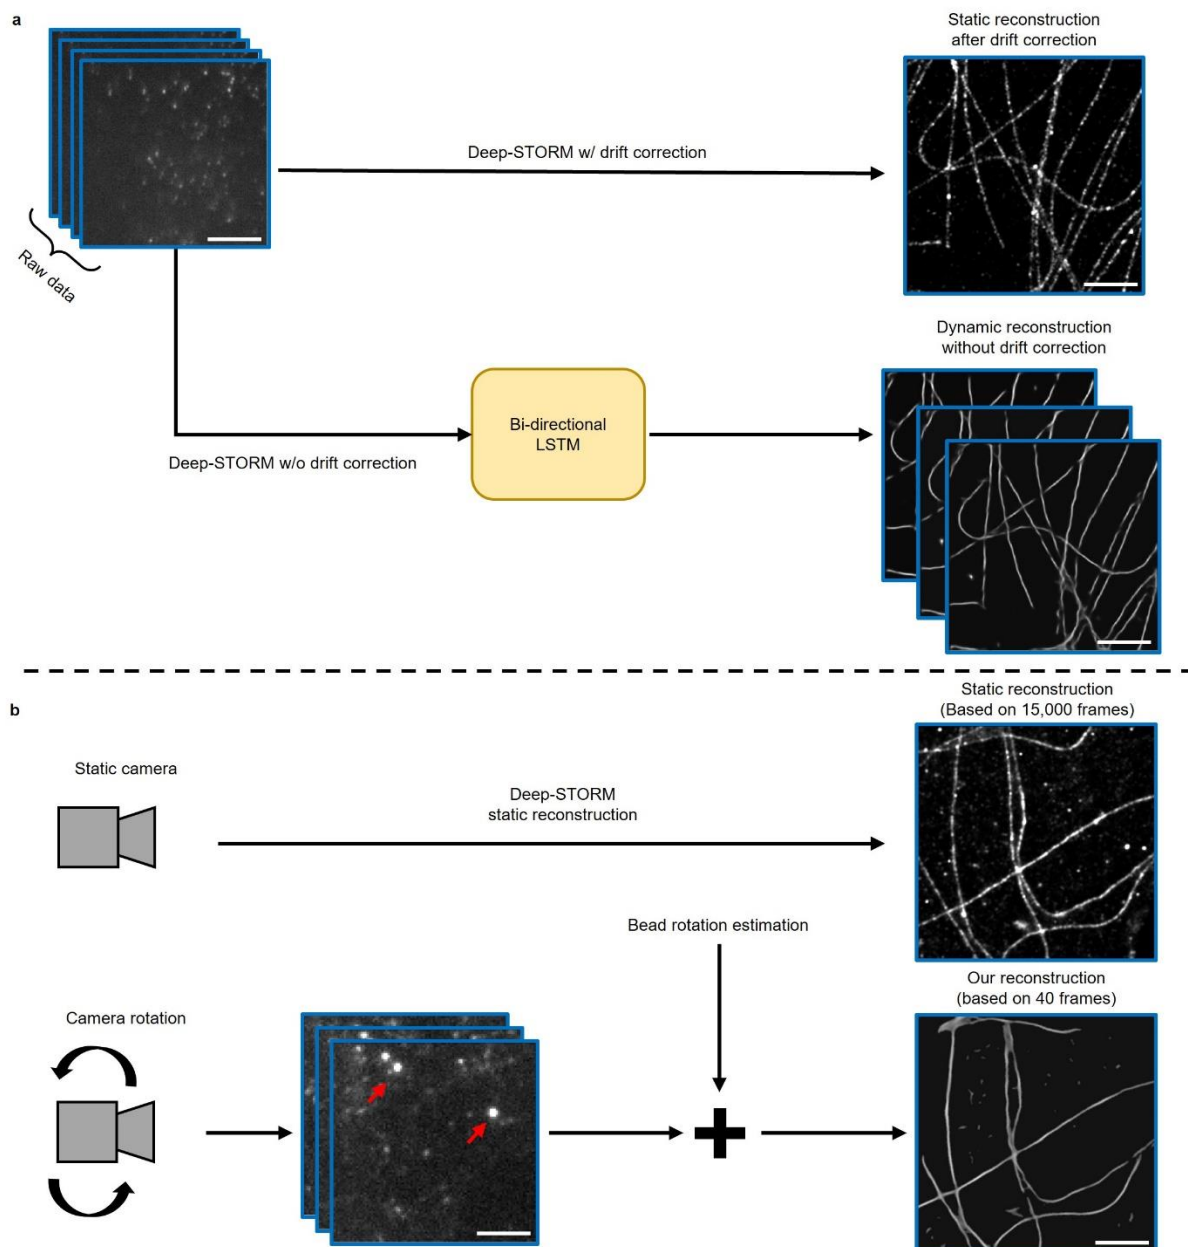 a
Static reconstruction
after drift correction
Deep-STORM w/ drift correction
Raw data
Dynamic reconstruction
without drift correction
Bi-directional
LSTM
Deep-STORM w/o drift correction
b
Static reconstruction
(Based on 15,000 frames)
Static camera
Deep-STORM
static reconstruction
Bead rotation estimation
Our reconstruction
(based on 40 frames)
Camera rotation